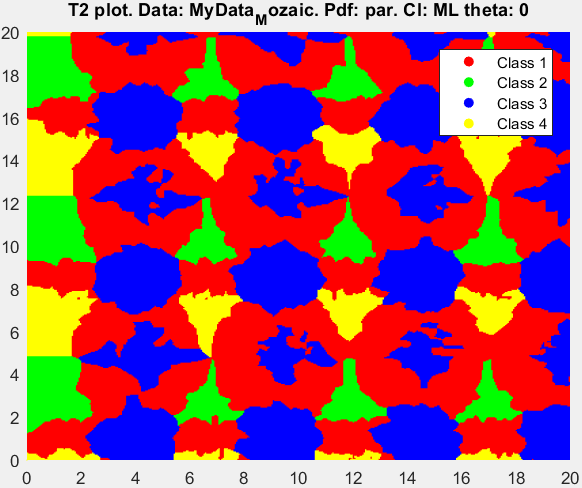 T2 plot. Data: MyData_Mozaic. Pdf: par. Cl: ML theta: 0
20
18
16
14
12
10
8
6
4
2
0
Class 1
Class 2
Class 3
Class 4
0 2 4 6 8 10 12 14 16 18 20